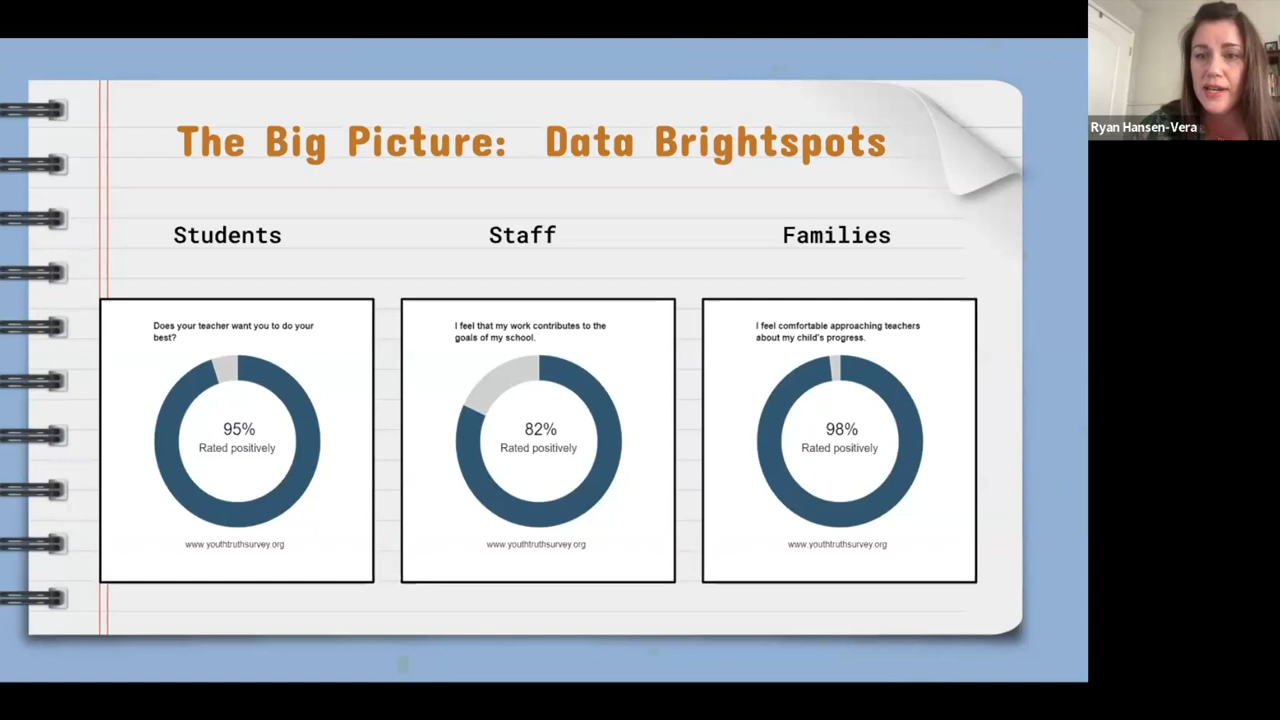 The Big Picture: Data Brightspots
Students
Staff
Families
Does your teacher want you to do your
best?
95%
Rated positively
www.youthtruthsurvey.org
I feel that my work contributes to the
goals of my school.
82%
Rated positively
www.youthtruthsurvey.org
I feel comfortable approaching teachers
about my child's progress.
98%
Rated positively
www.youthtruthsurvey.org
Ryan Hansen-Vera